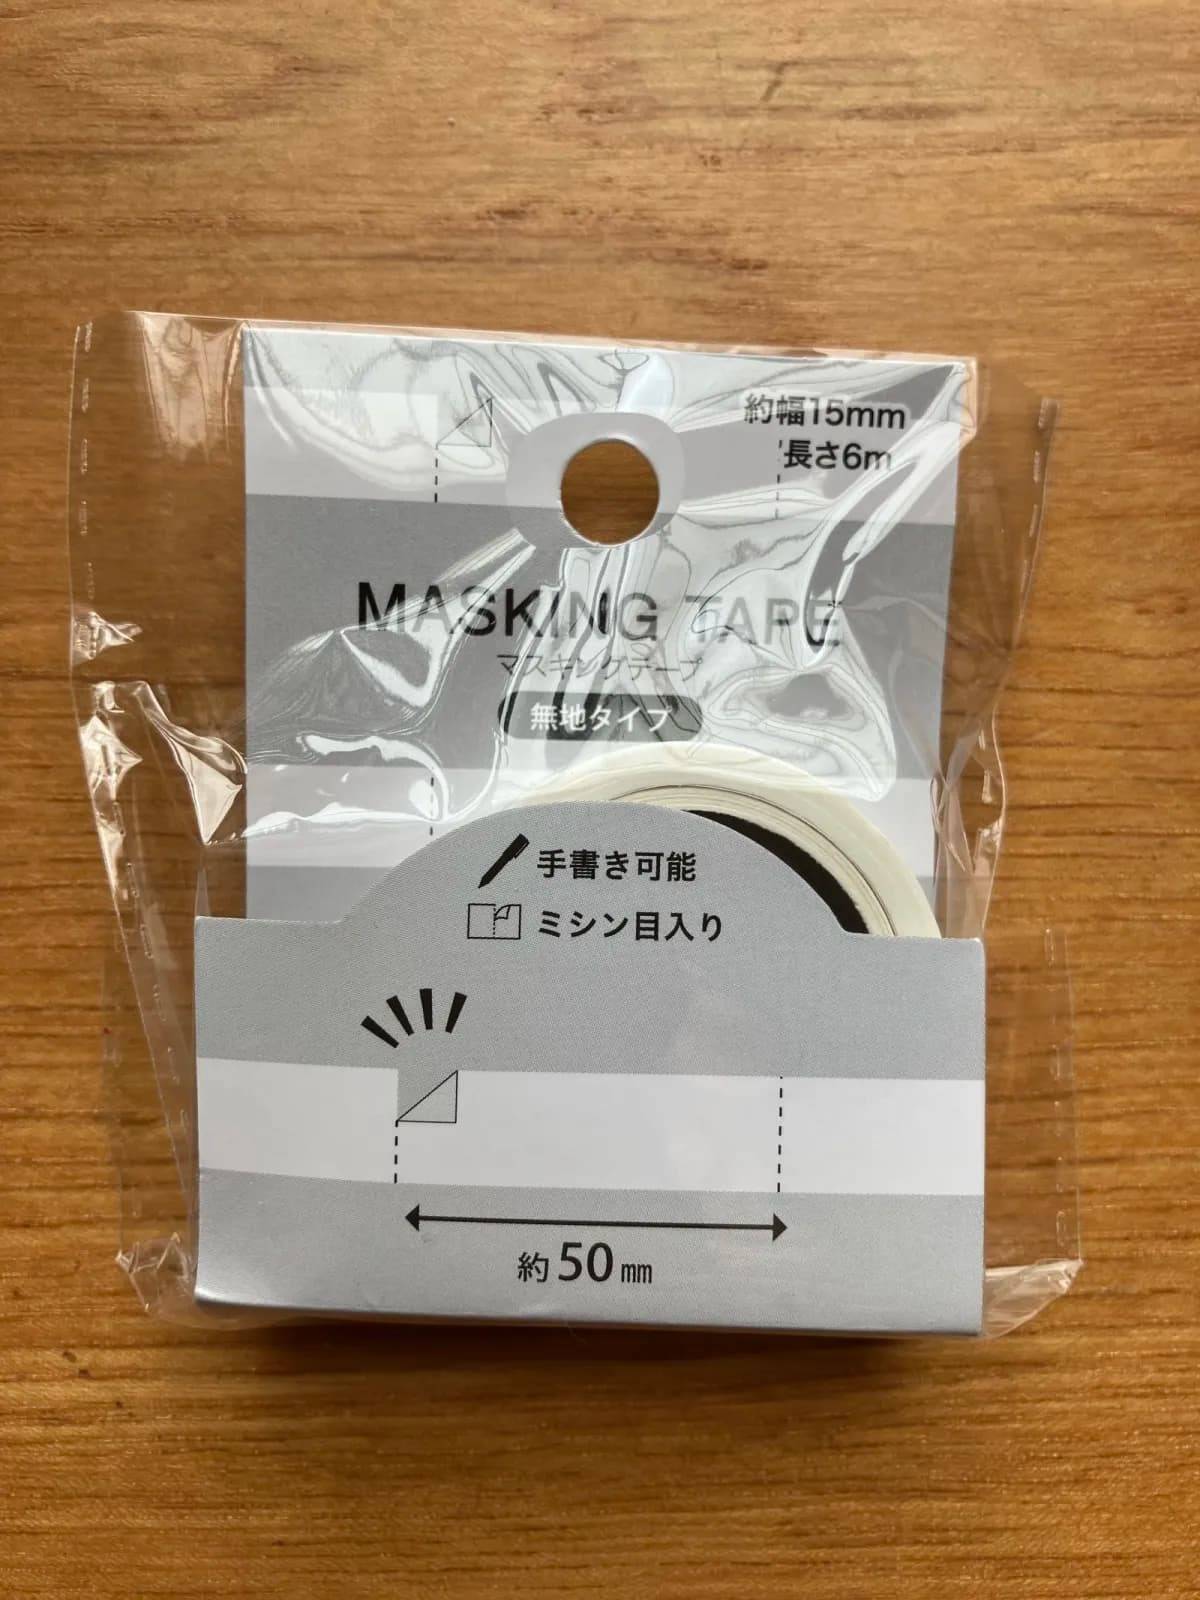 約幅15mm
長さ6m
MASKING TAPE
マスキングテープ
無地タイプ
手書き可能
ミシン目入り
約50mm